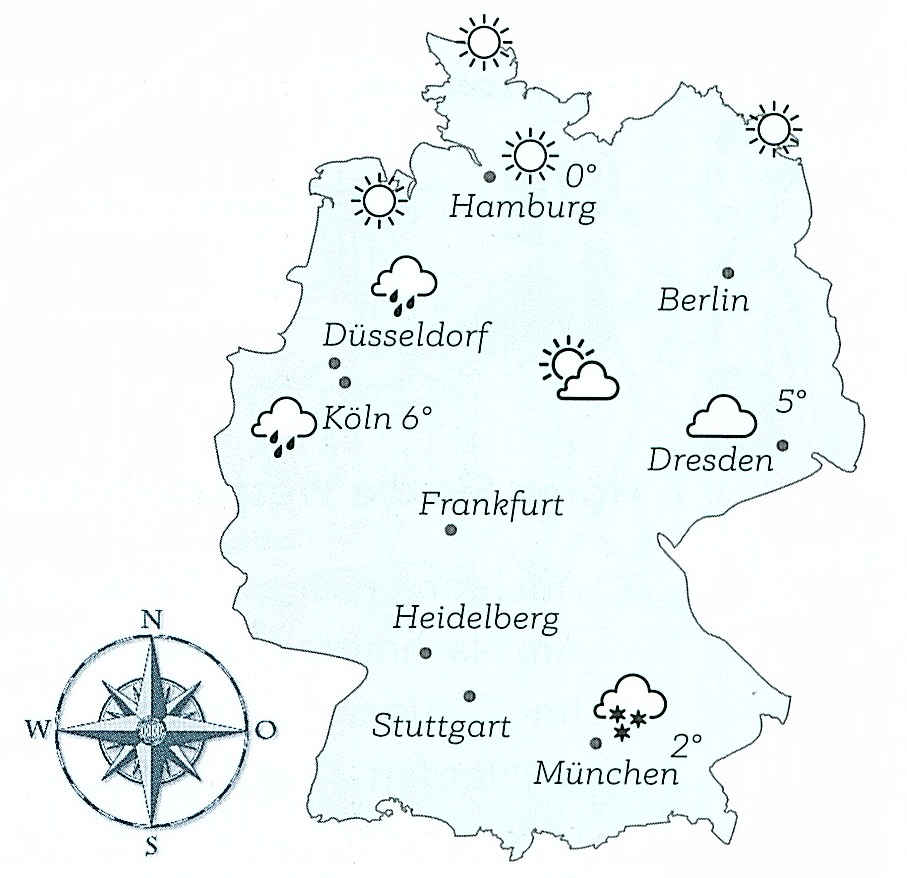 0°
Hamburg
Berlin
Düsseldorf
Köln 6°
5°
Dresden
Frankfurt
Heidelberg
Stuttgart
2°
München
N
W
O
S